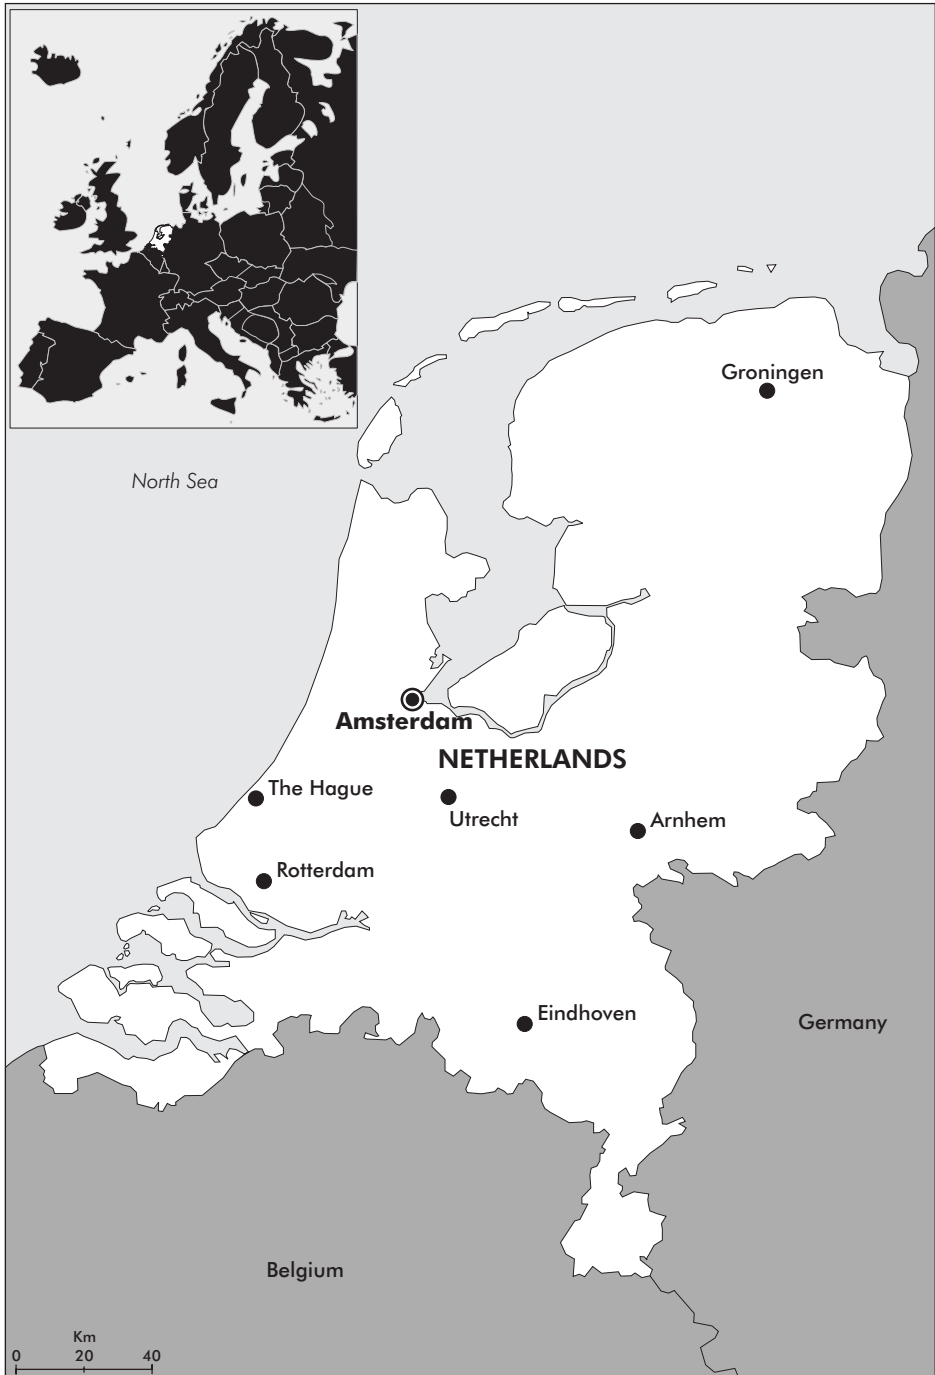 Groningen
North Sea
Amsterdam
NETHERLANDS
The Hague
Utrecht
Arnhem
Rotterdam
Eindhoven
Germany
Belgium
Km
0 20 40